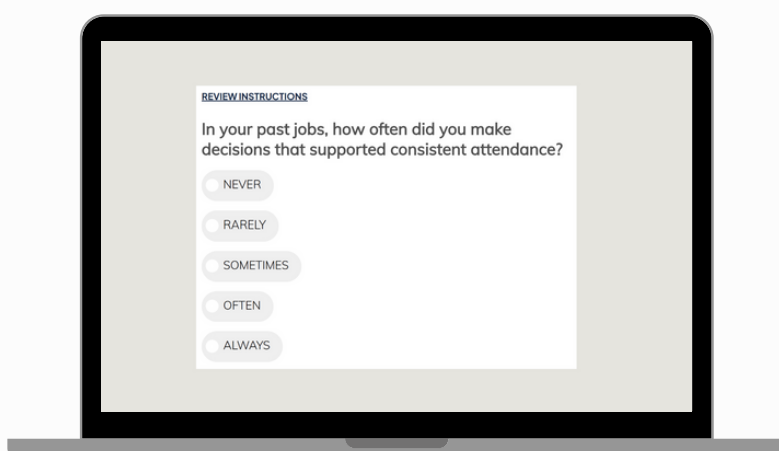 REVIEW INSTRUCTIONS
In your past jobs, how often did you make
decisions that supported consistent attendance?
NEVER
RARELY
SOMETIMES
OFTEN
ALWAYS